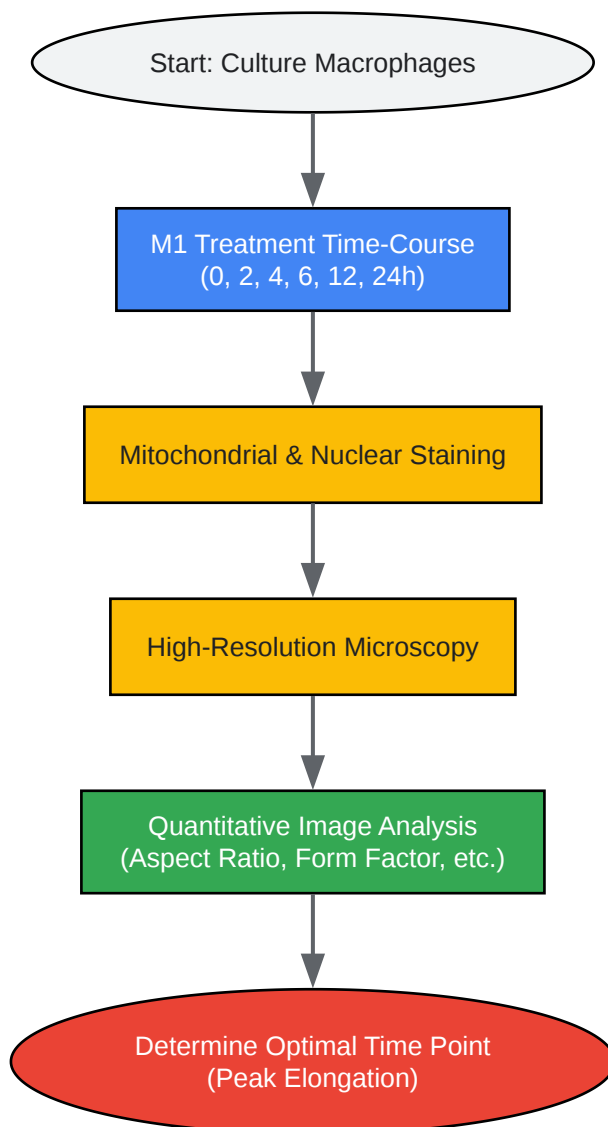 Start: Culture Macrophages
M1 Treatment Time-Course
(0, 2, 4, 6, 12, 24h)
Mitochondrial & Nuclear Staining
High-Resolution Microscopy
Quantitative Image Analysis
(Aspect Ratio, Form Factor, etc.)
Determine Optimal Time Point
(Peak Elongation)